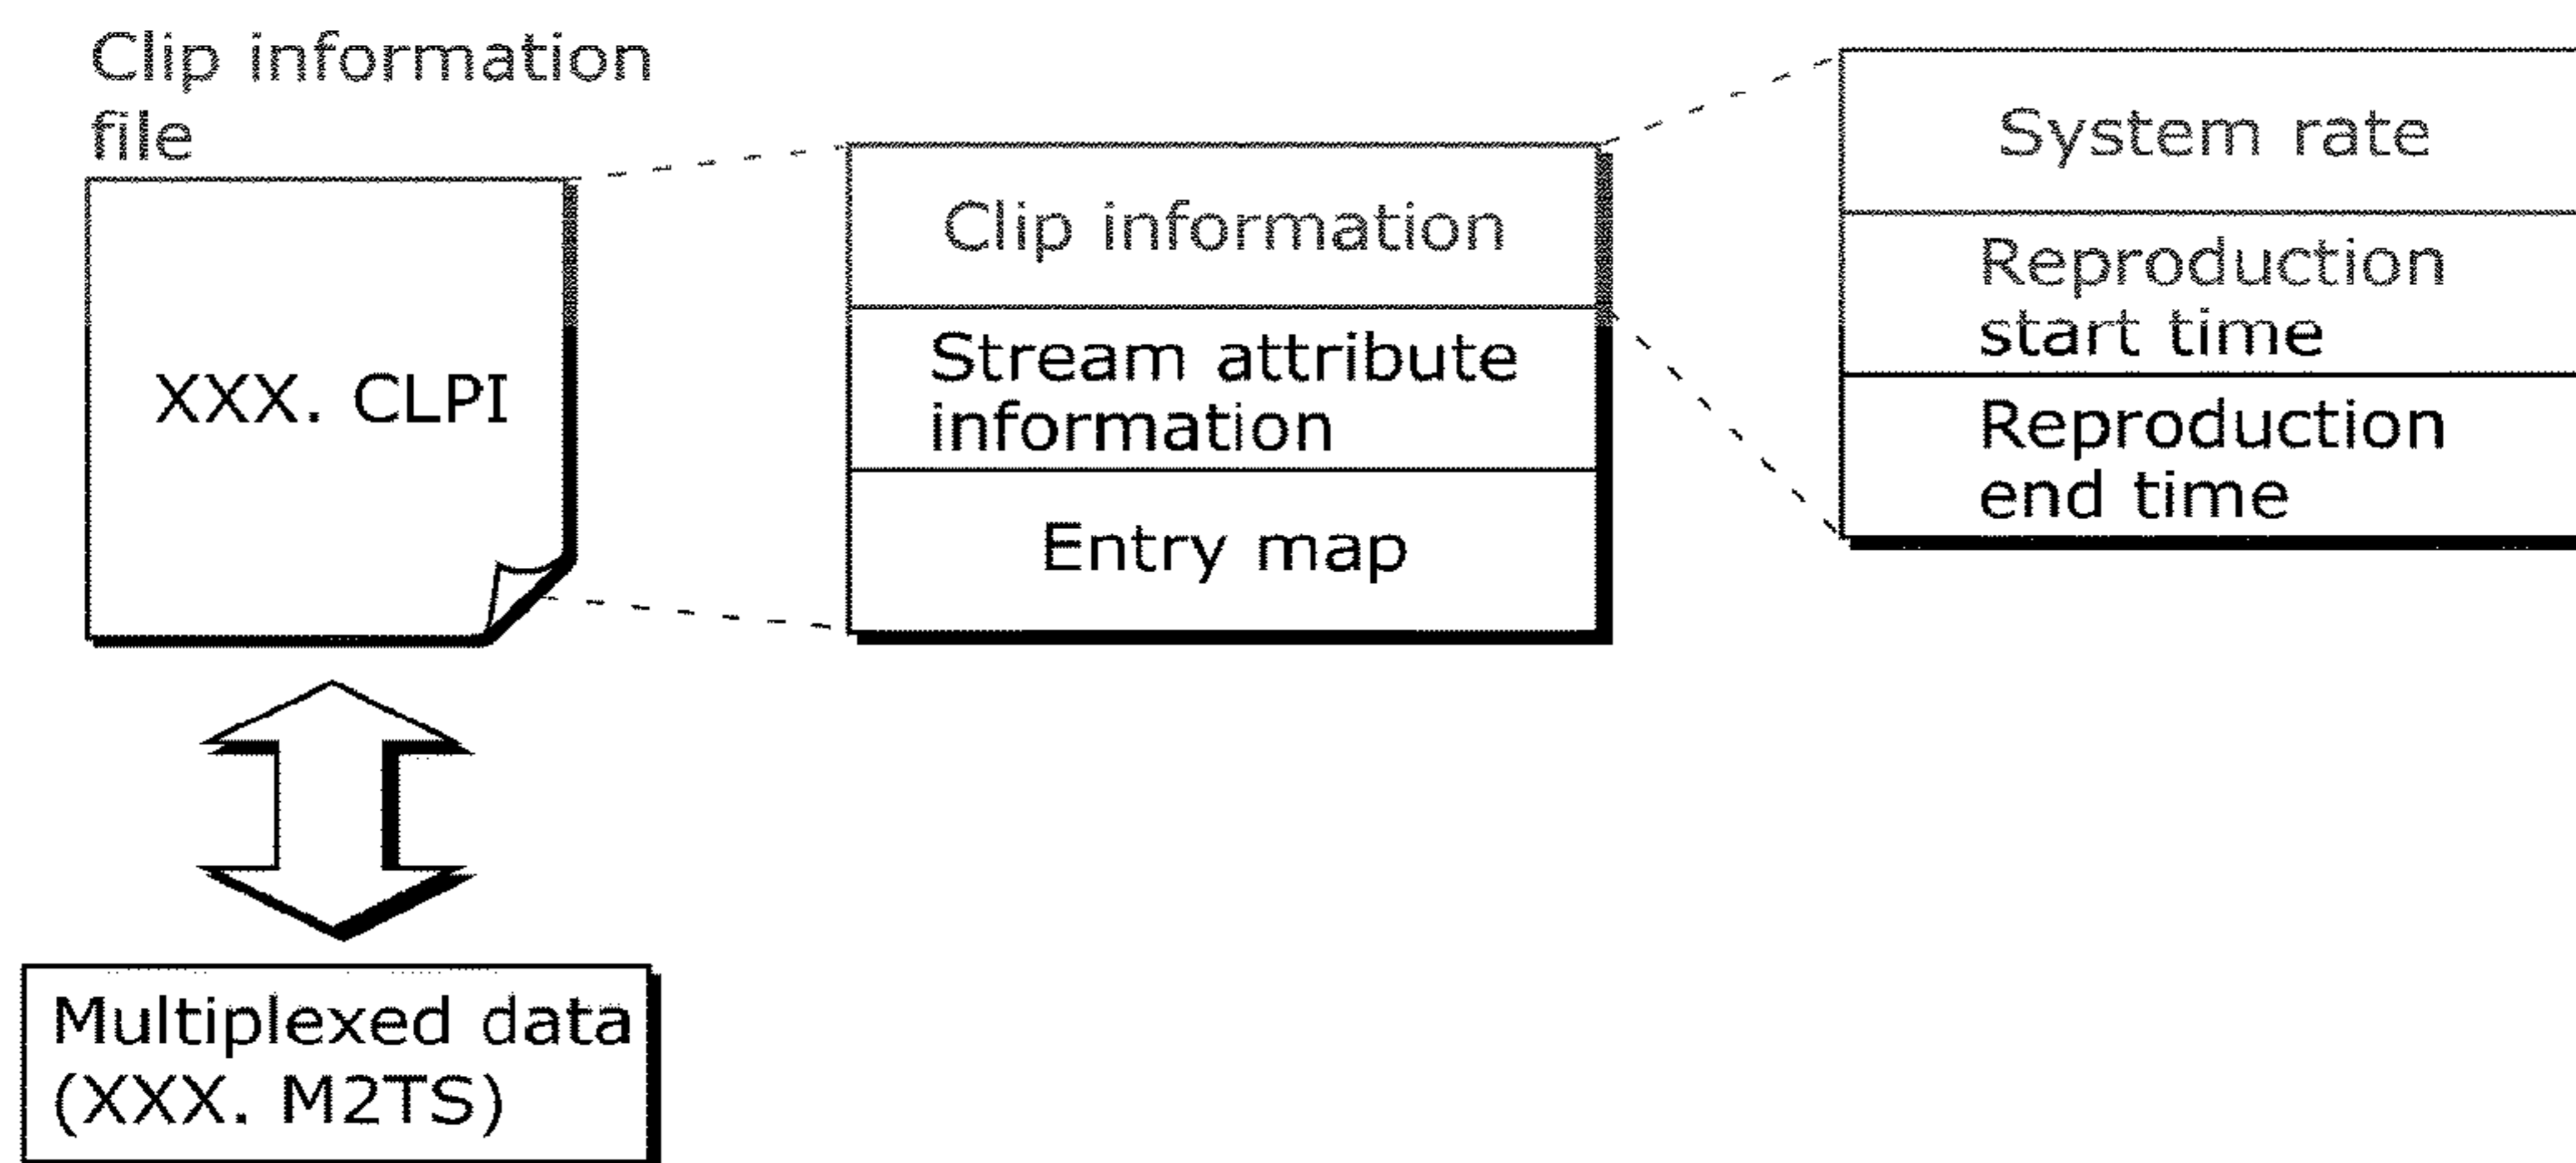 Clip information
file
XXX. CLPI
Multiplexed data
(XXX. M2TS)
Clip information
Stream attribute
information
Entry map
System rate
Reproduction
start time
Reproduction
end time